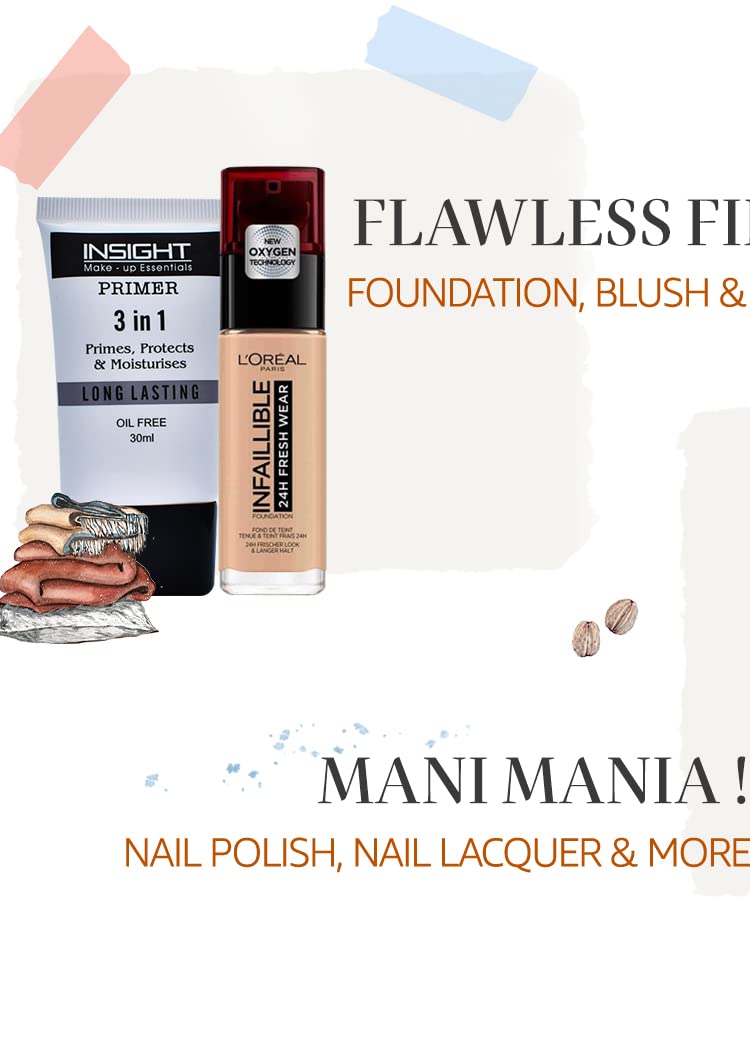 INSIGHT
Make - up Essentials
PRIMER
3 in 1
Primes, Protects
& Moisturises
LONG LASTING
OIL FREE
30ml
NEW
OXYGEN
TECHNOLOGY
L'ORÉAL
PARIS
INFAILLIBLE
24H FRESH WEAR
FOUNDATION
FOND DE TEINT
TENUE & TEINT FRAIS 24H
24H FRISCHER LOOK
& LANGER HALT
FLAWLESS FI
FOUNDATION, BLUSH &
MANI MANIA !
NAIL POLISH, NAIL LACQUER & MORE